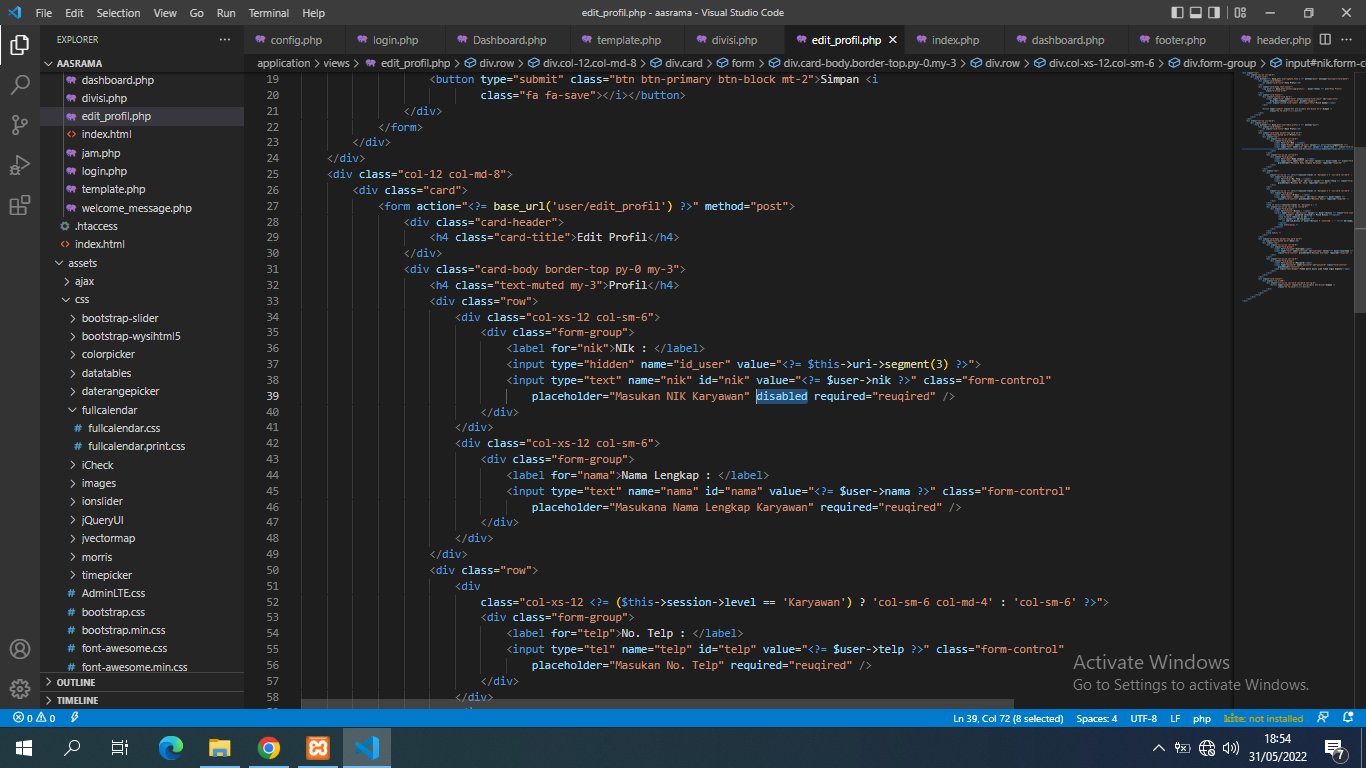 File Edit Selection View Go Run Terminal Help
edit_profil.php - aasrama - Visual Studio Code
EXPLORER
config.php login.php Dashboard.php template.php divisi.php edit_profil.php index.php dashboard.php footer.php header.php
AASRAMA
application > views > edit_profil.php > div.row > div.col-12.col-md-8 > div.card > form > div.card-body.border-top.py-0.my-3 > div.row > div.col-xs-12.col-sm-6 > div.form-group > input#nik.form-c
dashboard.php
divisi.php
edit_profil.php
index.html
jam.php
login.php
template.php
welcome_message.php
.htaccess
index.html
assets
ajax
css
bootstrap-slider
bootstrap-wysihtml5
colorpicker
datatables
daterangepicker
fullcalendar
fullcalendar.css
fullcalendar.print.css
iCheck
images
ionslider
jQueryUI
jvectormap
morris
timepicker
AdminLTE.css
bootstrap.css
bootstrap.min.css
font-awesome.css
font-awesome.min.css
OUTLINE
TIMELINE
19 <button type="submit" class="btn btn-primary btn-block mt-2">Simpan <i
20 class="fa fa-save"></i></button>
21 </div>
22 </form>
23 </div>
24 </div>
25 <div class="col-12 col-md-8">
26 <div class="card">
27 <form action="<?= base_url('user/edit_profil') ?>" method="post">
28 <div class="card-header">
29 <h4 class="card-title">Edit Profil</h4>
30 </div>
31 <div class="card-body border-top py-0 my-3">
32 <h4 class="text-muted my-3">Profil</h4>
33 <div class="row">
34 <div class="col-xs-12 col-sm-6">
35 <div class="form-group">
36 <label for="nik">NIk : </label>
37 <input type="hidden" name="id_user" value="<?= $this->uri->segment(3) ?>">
38 <input type="text" name="nik" id="nik" value="<?= $user->nik ?>" class="form-control"
39 placeholder="Masukan NIK Karyawan" disabled required="reuqired" />
40 </div>
41 </div>
42 <div class="col-xs-12 col-sm-6">
43 <div class="form-group">
44 <label for="nama">Nama Lengkap : </label>
45 <input type="text" name="nama" id="nama" value="<?= $user->nama ?>" class="form-control"
46 placeholder="Masukana Nama Lengkap Karyawan" required="reuqired" />
47 </div>
48 </div>
49 </div>
50 <div class="row">
51 <div
52 class="col-xs-12 <?= ($this->session->level == 'Karyawan') ? 'col-sm-6 col-md-4' : 'col-sm-6' ?>">
53 <div class="form-group">
54 <label for="telp">No. Telp : </label>
55 <input type="tel" name="telp" id="telp" value="<?= $user->telp ?>" class="form-control"
56 placeholder="Masukan No. Telp" required="reuqired" />
57 </div>
58 </div>
Activate Windows
Go to Settings to activate Windows.
0 0
Ln 39, Col 72 (8 selected) Spaces: 4 UTF-8 LF php kite: not installed
18:54
31/05/2022
7